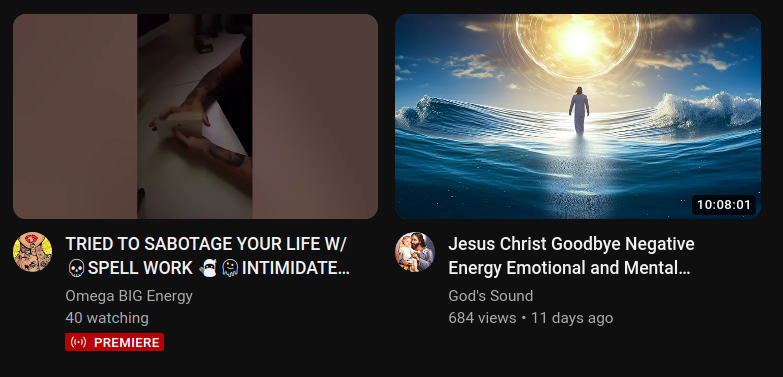 10:08:01
TRIED TO SABOTAGE YOUR LIFE W/
💀SPELL WORK 👻🫠INTIMIDATE…
Omega BIG Energy
40 watching
PREMIERE
Jesus Christ Goodbye Negative
Energy Emotional and Mental…
God's Sound
684 views • 11 days ago